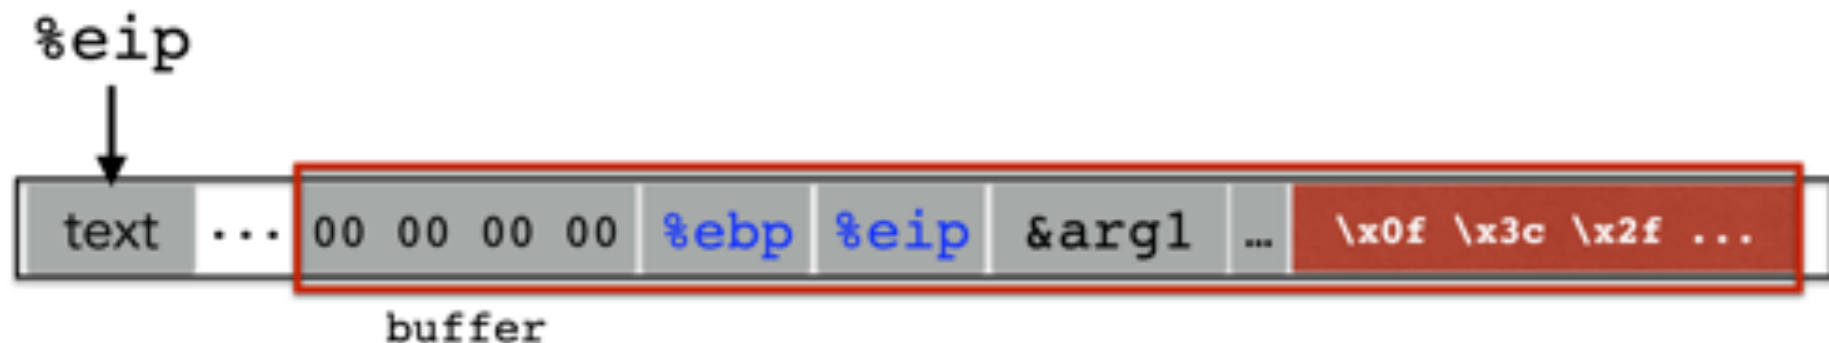 %eip
text ... 00 00 00 00 %ebp %eip &arg1 … \x0f \x3c \x2f ...
buffer